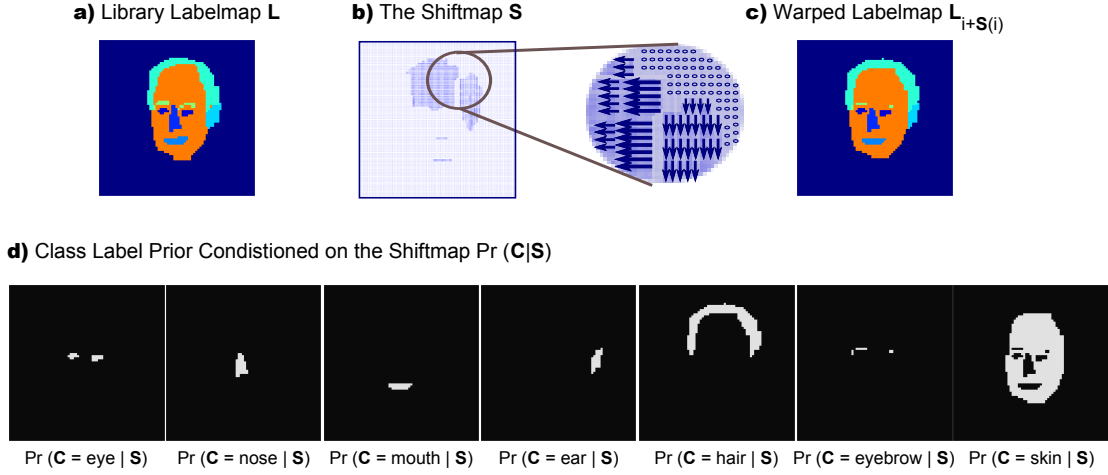 a) Library Labelmap L
b) The Shiftmap S
c) Warped Labelmap L i+S(i)
d) Class Label Prior Condistioned on the Shiftmap Pr (C|S)
Pr (C = eye | S)
Pr (C = nose | S)
Pr (C = mouth | S)
Pr (C = ear | S)
Pr (C = hair | S)
Pr (C = eyebrow | S)
Pr (C = skin | S)